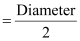 = Diameter / 2